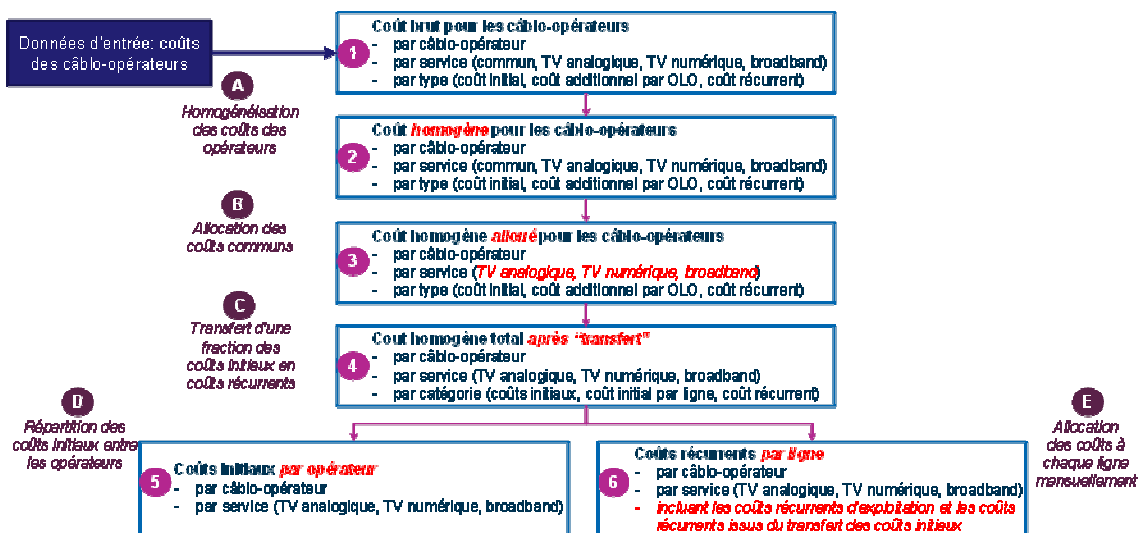 Données d'entrée: coûts
des câblo-opérateurs
1
Coût brut pour les câblo-opérateurs
- par câblo-opérateur
- par service (commun, TV analogique, TV numérique, broadband)
- par type (coût initial, coût additionnel par OLO, coût récurrent)
A
Homogénéisation
des coûts des
opérateurs
2
Coût homogène pour les câblo-opérateurs
- par câblo-opérateur
- par service (commun, TV analogique, TV numérique, broadband)
- par type (coût initial, coût additionnel par OLO, coût récurrent)
B
Allocation des
coûts communs
3
Coût homogène alloué pour les câblo-opérateurs
- par câblo-opérateur
- par service (TV analogique, TV numérique, broadband)
- par type (coût initial, coût additionnel par OLO, coût récurrent)
C
Transfert d'une
fraction des
coûts initiaux en
coûts récurrents
4
Cout homogène total après "transfert"
- par câblo-opérateur
- par service (TV analogique, TV numérique, broadband)
- par catégorie (coûts initiaux, coût initial par ligne, coût récurrent)
D
Répartition des
coûts initiaux entre
les opérateurs
5
Coûts initiaux par opérateur
- par câblo-opérateur
- par service (TV analogique, TV numérique, broadband)
6
Coûts récurrents par ligne
- par câblo-opérateur
- par service (TV analogique, TV numérique, broadband)
- incluant les coûts récurrents d'exploitation et les coûts
récurrents issus du transfert des coûts initiaux
E
Allocation
des coûts à
chaque ligne
mensuellement